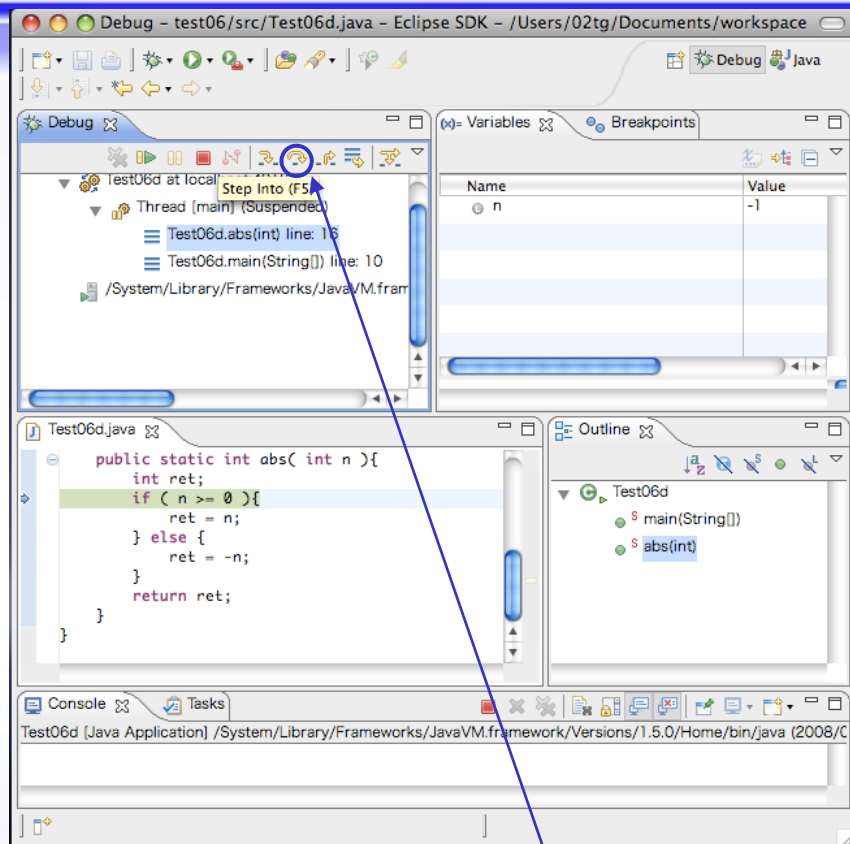 Debug - test06/src/Test06d.java - Eclipse SDK - /Users/02tg/Documents/workspace
Debug Java
Debug
Variables Breakpoints
Test06d at local
Step Into (F5
Thread [main] (Suspended)
Test06d.abs(int) line: 16
Test06d.main(String[]) line: 10
/System/Library/Frameworks/JavaVM.fram
Name Value
n -1
Test06d.java
public static int abs( int n ){
int ret;
if ( n >= 0 ){
ret = n;
} else {
ret = -n;
}
return ret;
}
}
Outline
Test06d
main(String[])
abs(int)
Console Tasks
Test06d [Java Application] /System/Library/Frameworks/JavaVM.framework/Versions/1.5.0/Home/bin/java (2008/0